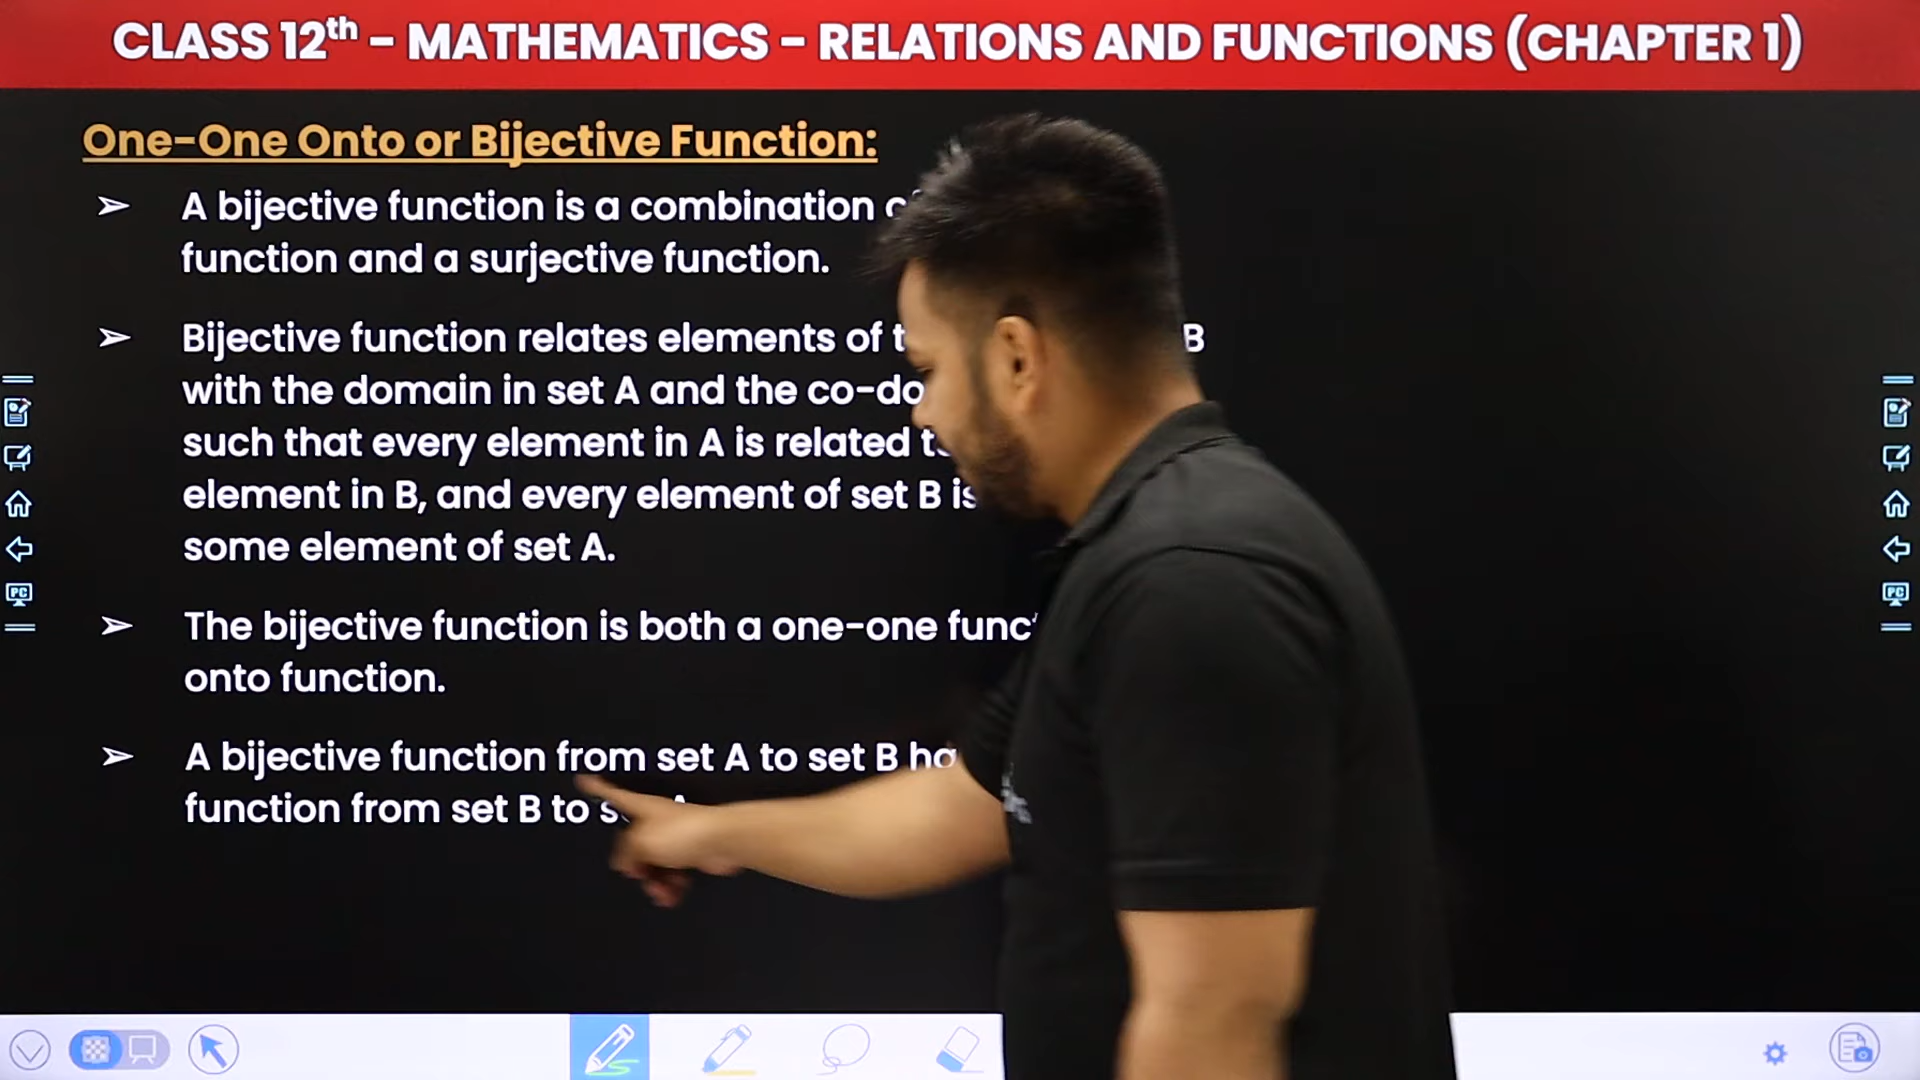 CLASS 12th - MATHEMATICS - RELATIONS AND FUNCTIONS (CHAPTER 1)
One-One Onto or Bijective Function:
➢ A bijective function is a combination
function and a surjective function.
➢ Bijective function relates elements of B
with the domain in set A and the
such that every element in A is related
element in B, and every element of set B
some element of set A.
➢ The bijective function is both a one-one
onto function.
➢ A bijective function from set A to set B
function from set B to
PC
PC